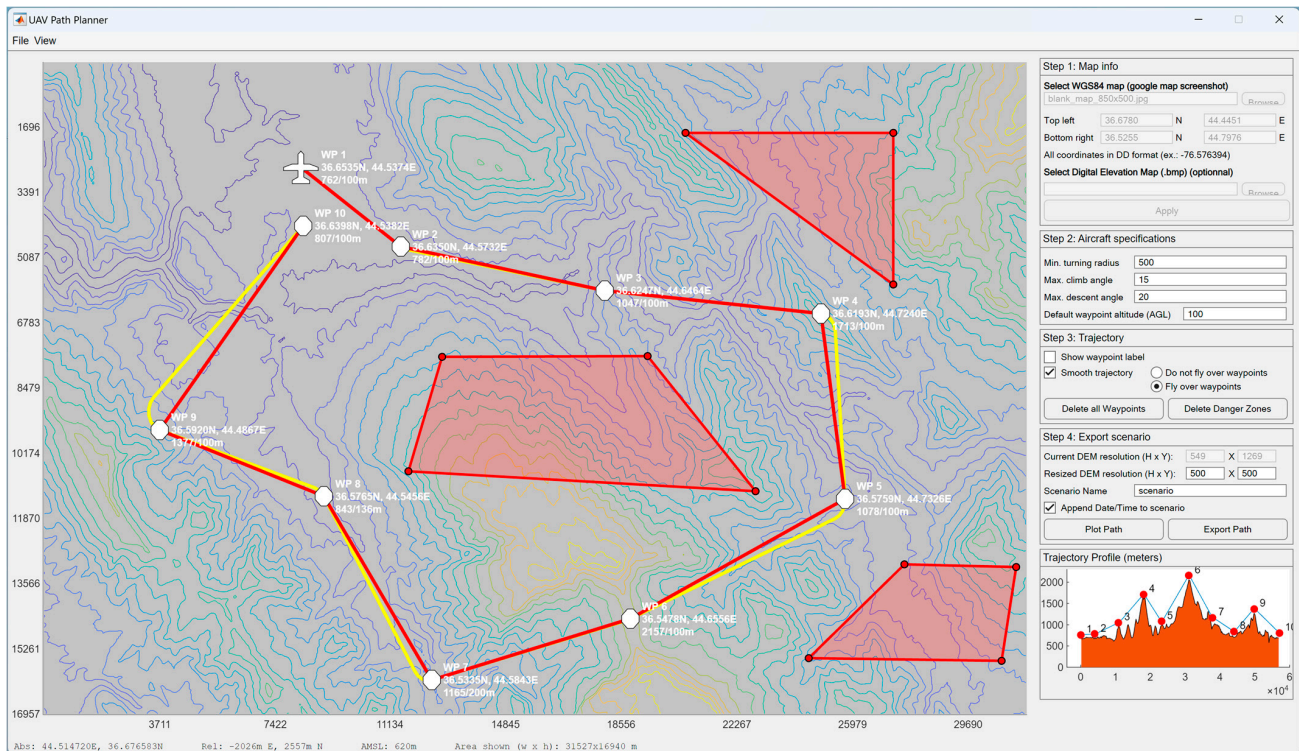 UAV Path Planner
File View
1696
3391
5087
6783
8479
10174
11870
13566
15261
16957
3711
7422
11134
14845
18556
22267
25979
29690
WP 1
36.6535N, 44.5374E
762/100m
WP 10
36.6398N, 44.5382E
807/100m
WP 2
36.6350N, 44.5732E
782/100m
WP 3
36.6247N, 44.6464E
1047/100m
WP 4
36.6193N, 44.7240E
1713/100m
WP 9
36.5920N, 44.4867E
1377/100m
WP 8
36.5765N, 44.5456E
843/136m
WP 5
36.5759N, 44.7326E
1078/100m
WP 6
36.5478N, 44.6556E
2157/100m
WP 7
36.5335N, 44.5843E
1165/200m
Abs: 44.514720E, 36.676583N Rel: -2026m E, 2557m N AMSL: 620m Area shown (w x h): 31527x16940 m
Step 1: Map info
Select WGS84 map (google map screenshot)
blank_map_850x500.jpg Browse
Top left 36.6780 N 44.4451 E
Bottom right 36.5255 N 44.7976 E
All coordinates in DD format (ex.: -76.576394)
Select Digital Elevation Map (.bmp) (optionnal)
Browse
Apply
Step 2: Aircraft specifications
Min. turning radius 500
Max. climb angle 15
Max. descent angle 20
Default waypoint altitude (AGL) 100
Step 3: Trajectory
Show waypoint label
Smooth trajectory Do not fly over waypoints
Fly over waypoints
Delete all Waypoints Delete Danger Zones
Step 4: Export scenario
Current DEM resolution (H x Y): 549 X 1269
Resized DEM resolution (H x Y): 500 X 500
Scenario Name scenario
Append Date/Time to scenario
Plot Path Export Path
Trajectory Profile (meters)
2000
1500
1000
500
0
1
2
3
4
5
6
7
8
9
10
0 1 2 3 4 5 6
×10⁴